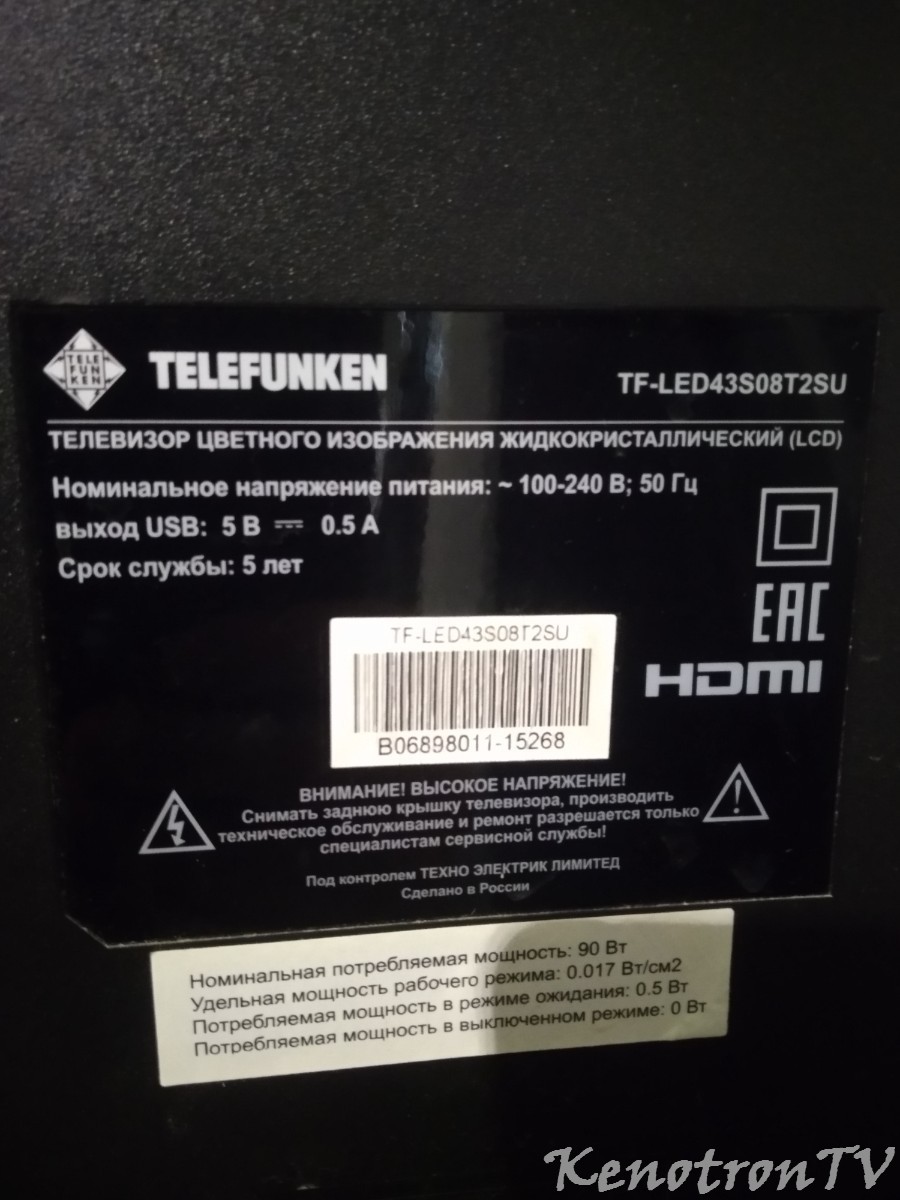 TELE
FUN
KEN
TELEFUNKEN
TF-LED43S08T2SU
ТЕЛЕВИЗОР ЦВЕТНОГО ИЗОБРАЖЕНИЯ ЖИДКОКРИСТАЛЛИЧЕСКИЙ (LCD)
Номинальное напряжение питания: ~ 100-240 В; 50 Гц
выход USB: 5 В ⎓ 0.5 А
Срок службы: 5 лет
EAC
HDMI
TF-LED43S08T2SU
B06898011-15268
ВНИМАНИЕ! ВЫСОКОЕ НАПРЯЖЕНИЕ!
Снимать заднюю крышку телевизора, производить
техническое обслуживание и ремонт разрешается только
специалистам сервисной службы!
Под контролем ТЕХНО ЭЛЕКТРИК ЛИМИТЕД
Сделано в России
Номинальная потребляемая мощность: 90 Вт
Удельная мощность рабочего режима: 0.017 Вт/см2
Потребляемая мощность в режиме ожидания: 0.5 Вт
Потребляемая мощность в выключенном режиме: 0 Вт
KenotronTV